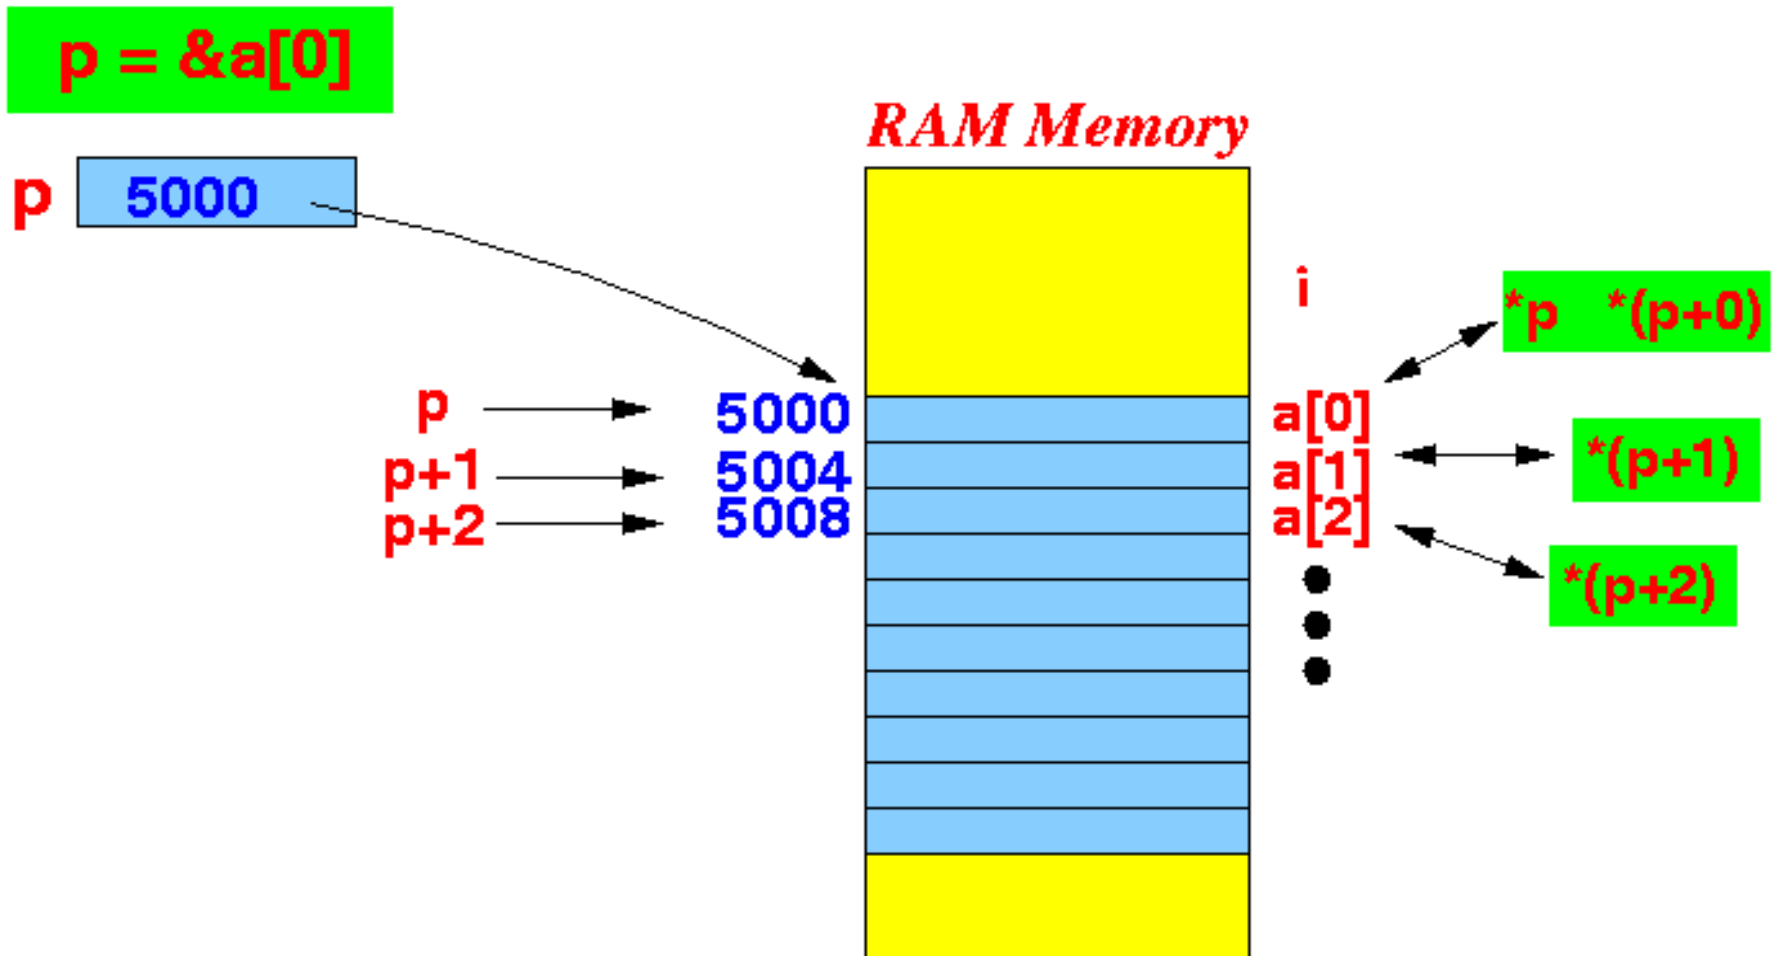 p = &a[0]
RAM Memory
p 5000
i
*p *(p+0)
p 5000 a[0]
p+1 5004 a[1] *(p+1)
p+2 5008 a[2]
*(p+2)